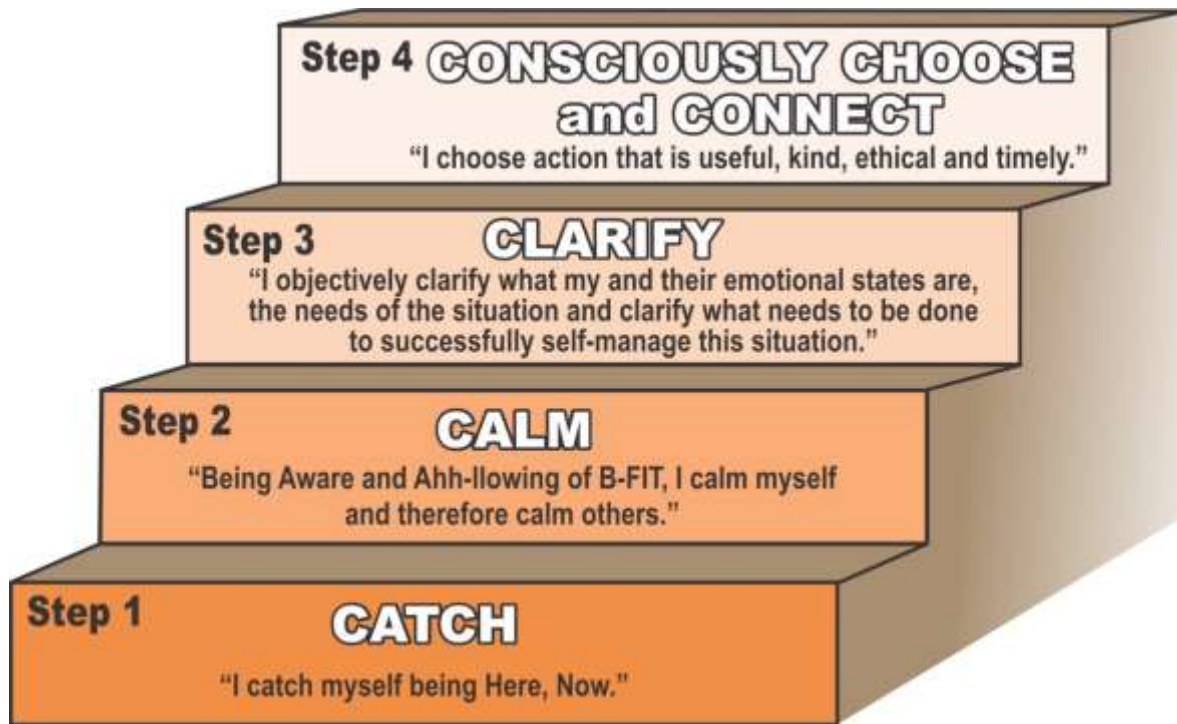 Step 4 CONSCIOUSLY CHOOSE
and CONNECT
“I choose action that is useful, kind, ethical and timely.”
Step 3 CLARIFY
“I objectively clarify what my and their emotional states are,
the needs of the situation and clarify what needs to be done
to successfully self-manage this situation.”
Step 2 CALM
“Being Aware and Ahh-llowing of B-FIT, I calm myself
and therefore calm others.”
Step 1 CATCH
“I catch myself being Here, Now.”